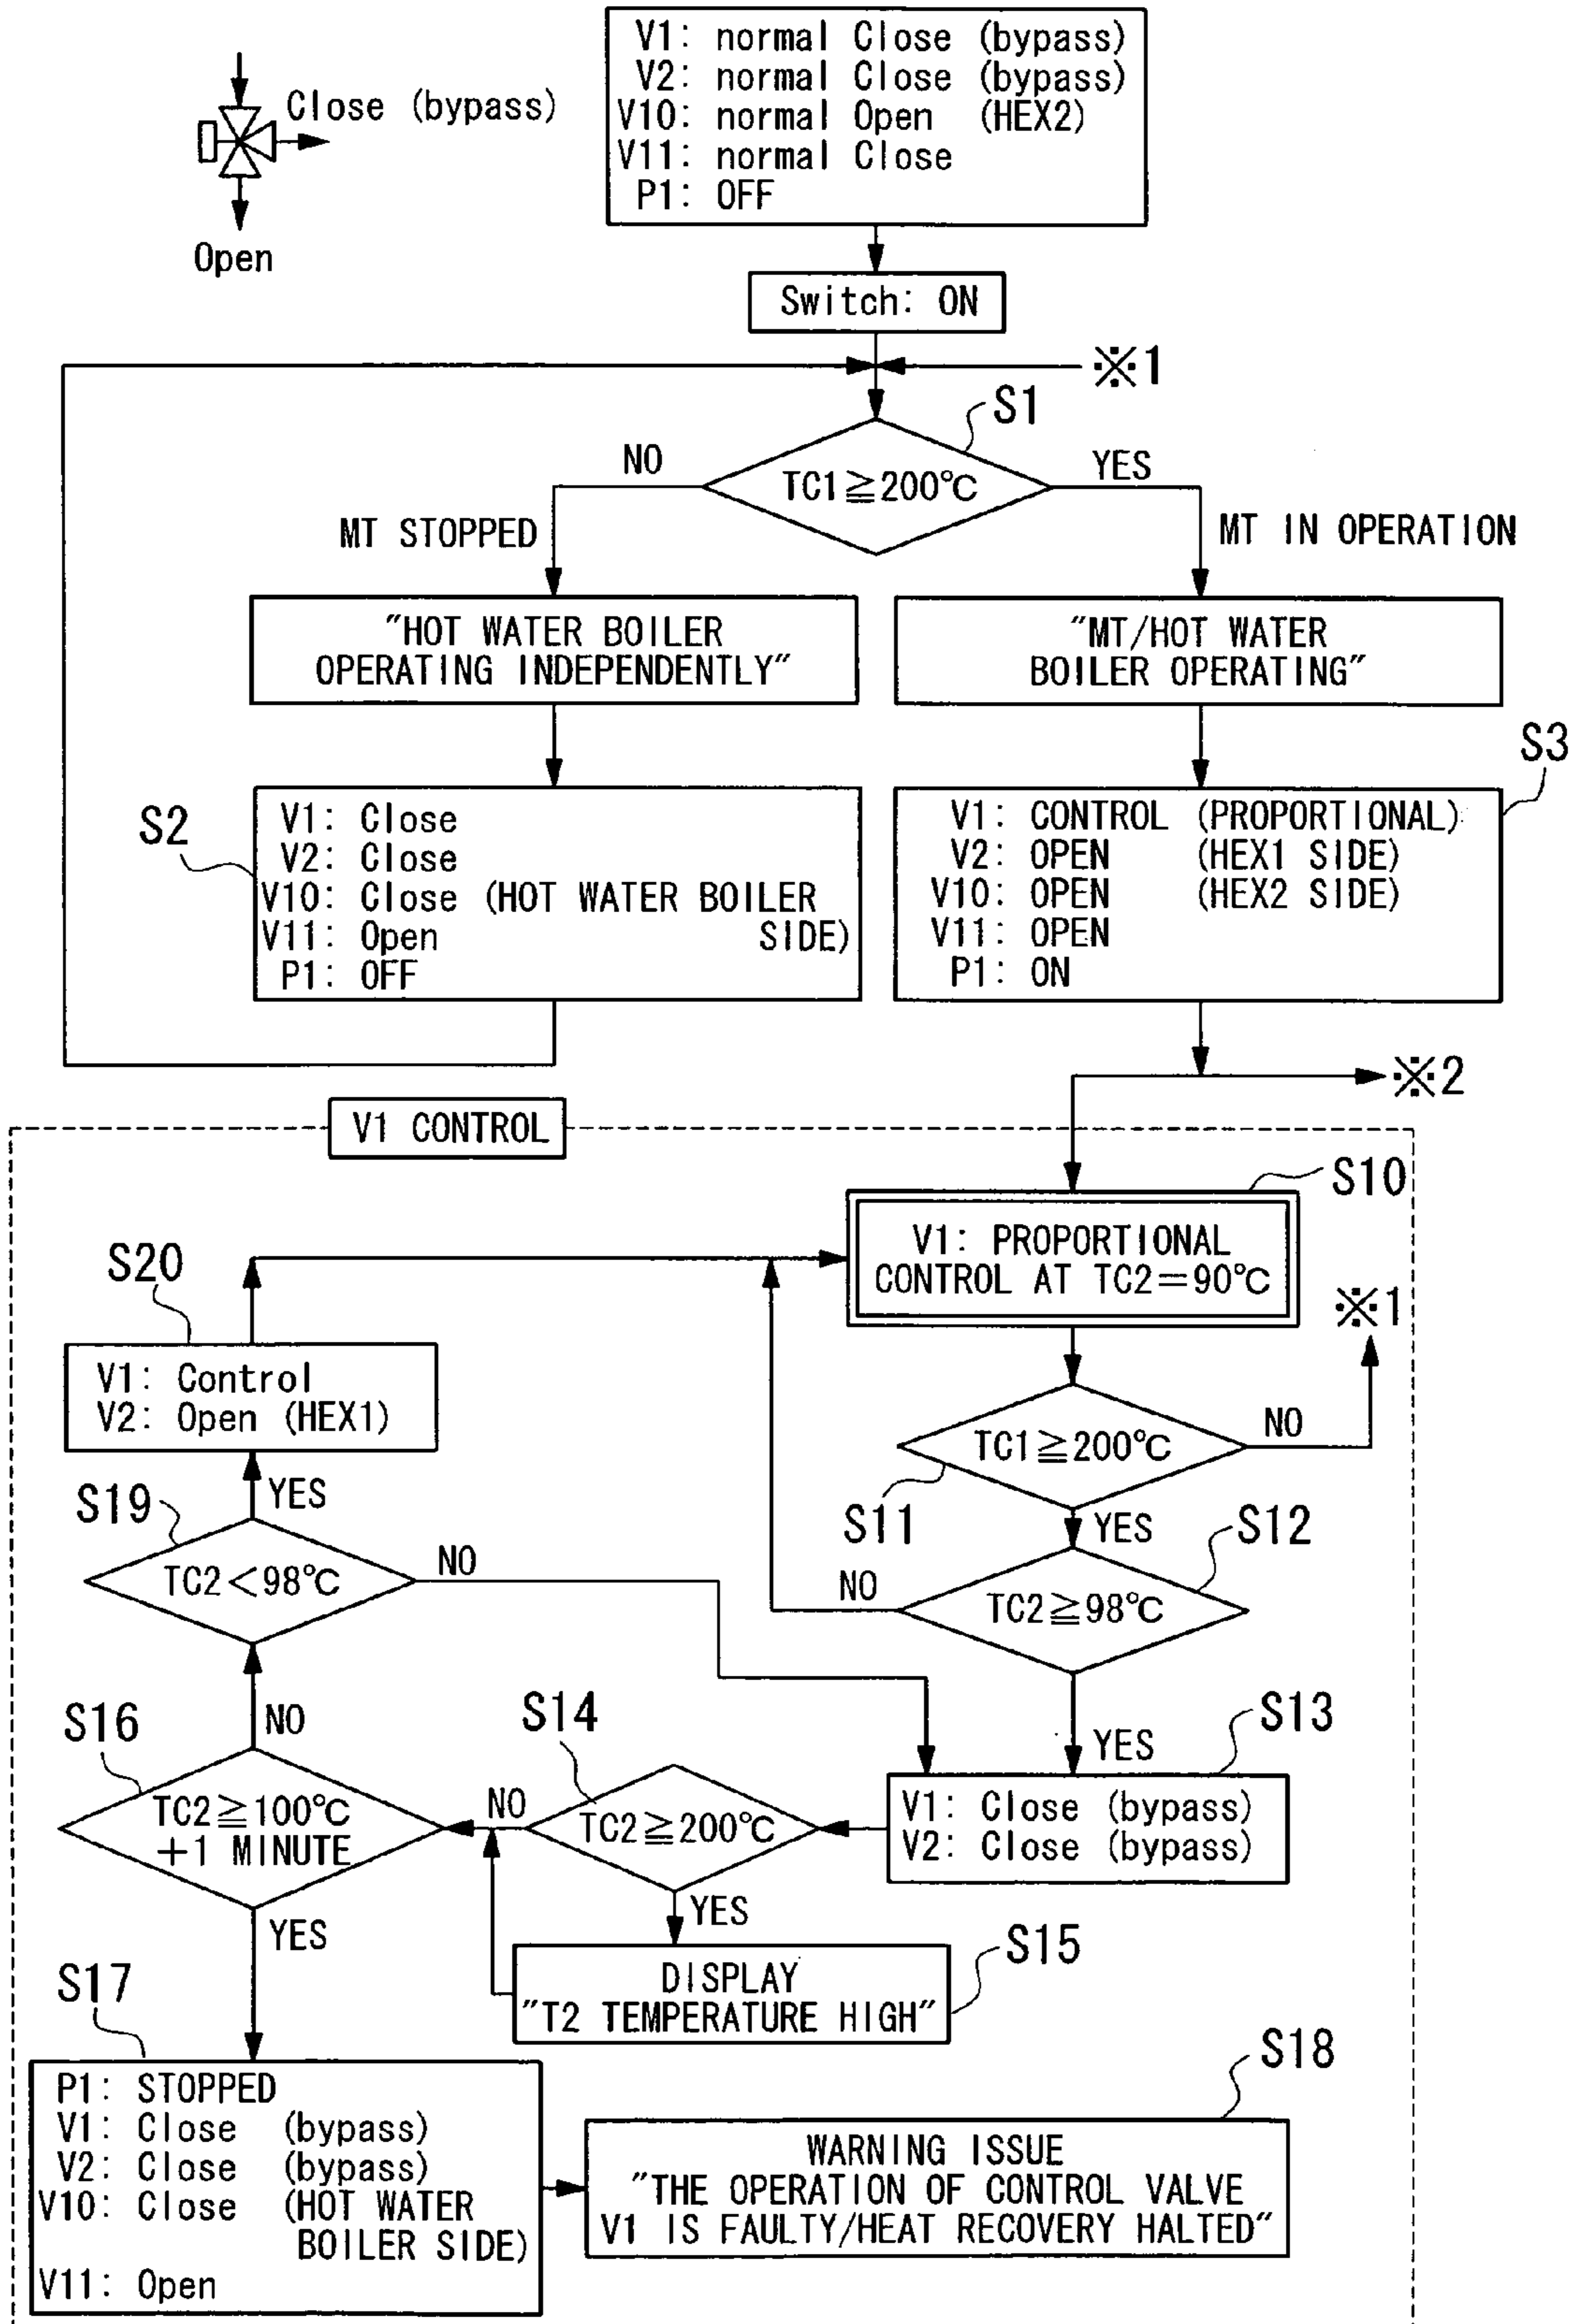 V1: normal Close (bypass)
V2: normal Close (bypass)
V10: normal Open (HEX2)
V11: normal Close
P1: OFF
Close (bypass)
Open
Switch: ON
※1
S1
TC1≧200℃
NO
YES
MT STOPPED
MT IN OPERATION
"HOT WATER BOILER
OPERATING INDEPENDENTLY"
"MT/HOT WATER
BOILER OPERATING"
S2
V1: Close
V2: Close
V10: Close (HOT WATER BOILER
V11: Open SIDE)
P1: OFF
S3
V1: CONTROL (PROPORTIONAL)
V2: OPEN (HEX1 SIDE)
V10: OPEN (HEX2 SIDE)
V11: OPEN
P1: ON
※2
V1 CONTROL
S10
V1: PROPORTIONAL
CONTROL AT TC2=90℃
※1
S20
V1: Control
V2: Open (HEX1)
TC1≧200℃
NO
S11
YES
S19
YES
TC2<98℃
NO
S12
NO
TC2≧98℃
YES
S13
V1: Close (bypass)
V2: Close (bypass)
S14
TC2≧200℃
NO
YES
S15
DISPLAY
"T2 TEMPERATURE HIGH"
S16
NO
TC2≧100℃
+1 MINUTE
YES
S17
P1: STOPPED
V1: Close (bypass)
V2: Close (bypass)
V10: Close (HOT WATER
BOILER SIDE)
V11: Open
S18
WARNING ISSUE
"THE OPERATION OF CONTROL VALVE
V1 IS FAULTY/HEAT RECOVERY HALTED"